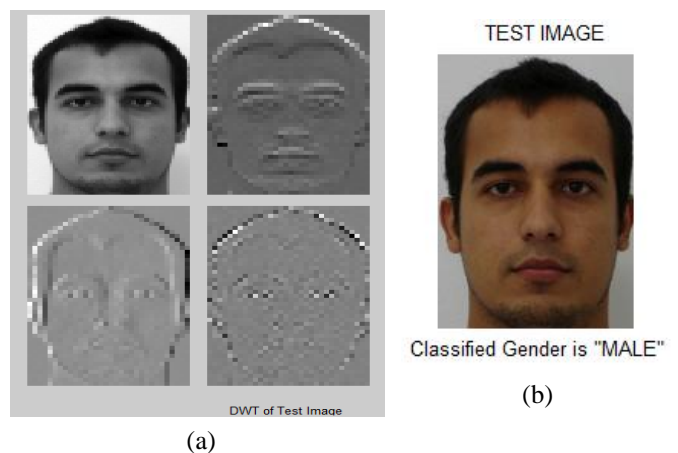 TEST IMAGE
Classified Gender is "MALE"
(b)
DWT of Test Image
(a)